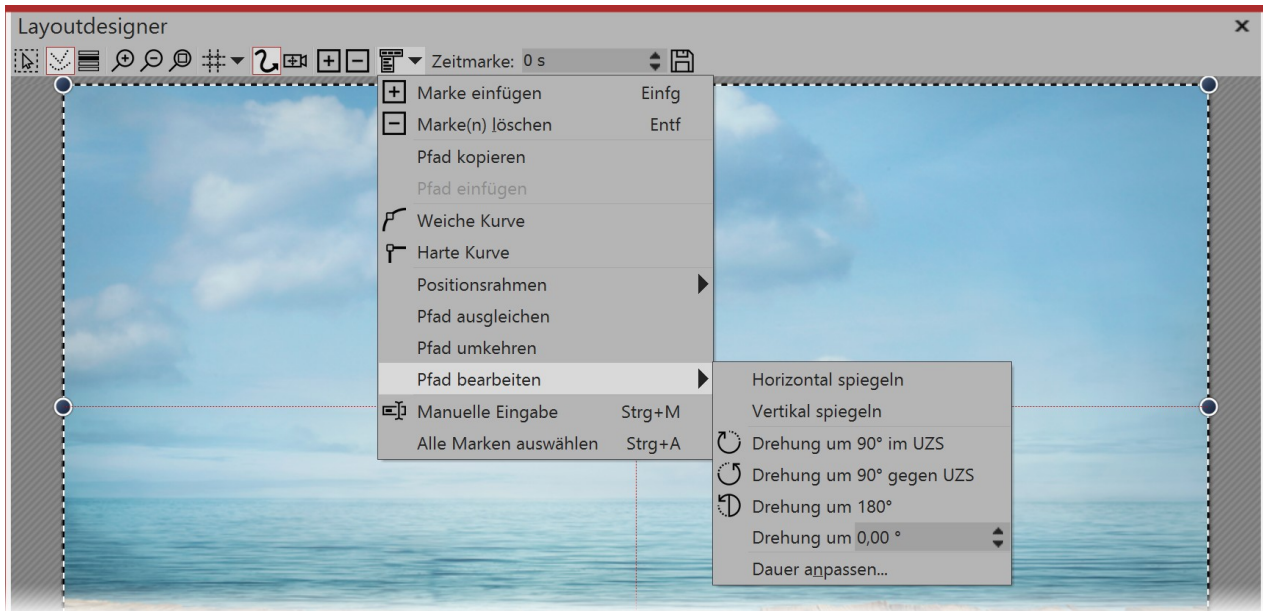 Layoutdesigner
Zeitmarke: 0 s
Marke einfügen Einfg
Marke(n) löschen Entf
Pfad kopieren
Pfad einfügen
Weiche Kurve
Harte Kurve
Positionsrahmen
Pfad ausgleichen
Pfad umkehren
Pfad bearbeiten
Horizontal spiegeln
Manuelle Eingabe Strg+M
Vertikal spiegeln
Alle Marken auswählen Strg+A
Drehung um 90° im UZS
Drehung um 90° gegen UZS
Drehung um 180°
Drehung um 0,00 °
Dauer anpassen...